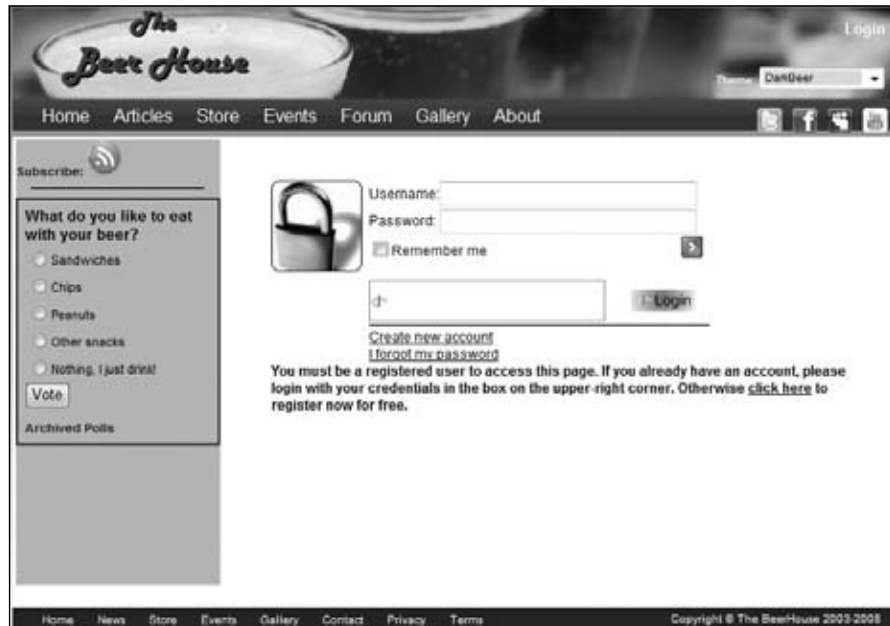 The
Beer House
Login
Theme: DarkBeer
Home Articles Store Events Forum Gallery About
Subscribe:
What do you like to eat
with your beer?
Sandwiches
Chips
Peanuts
Other snacks
Nothing, I just drink!
Vote
Archived Polls
Username:
Password:
Remember me
Login
Create new account
I forgot my password
You must be a registered user to access this page. If you already have an account, please
login with your credentials in the box on the upper-right corner. Otherwise click here to
register now for free.
Home News Store Events Gallery Contact Privacy Terms
Copyright © The BeerHouse 2003-2008